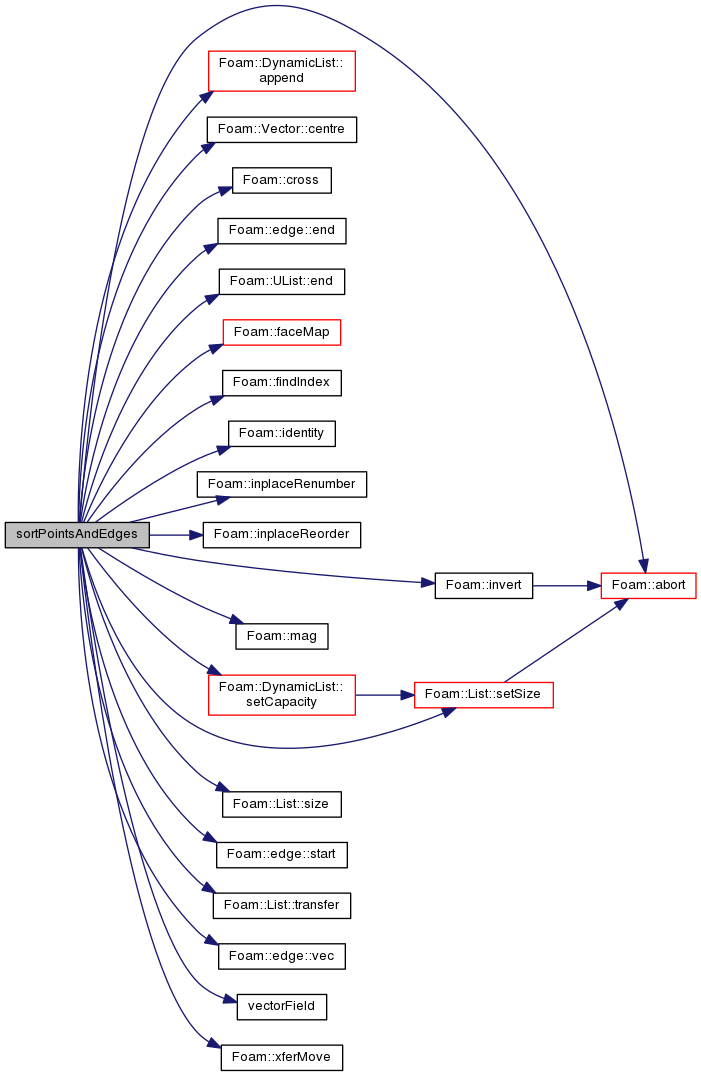 Foam::DynamicList::
append
Foam::Vector::centre
Foam::cross
Foam::edge::end
Foam::UList::end
Foam::faceMap
Foam::findIndex
Foam::identity
Foam::inplaceRenumber
sortPointsAndEdges
Foam::inplaceReorder
Foam::invert
Foam::abort
Foam::mag
Foam::DynamicList::
setCapacity
Foam::List::setSize
Foam::List::size
Foam::edge::start
Foam::List::transfer
Foam::edge::vec
vectorField
Foam::xferMove